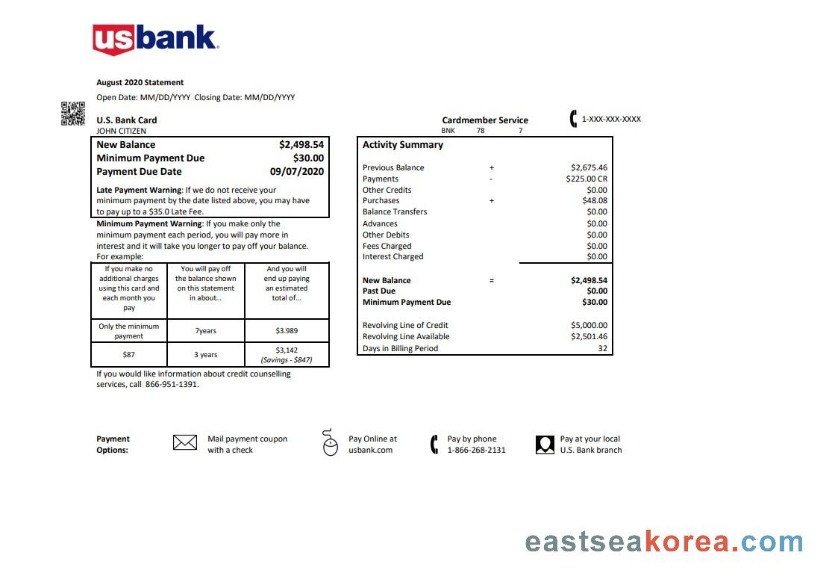 usbank.
August 2020 Statement
Open Date: MM/DD/YYYY Closing Date: MM/DD/YYYY
U.S. Bank Card
JOHN CITIZEN
Cardmember Service
BNK 78 7
1-XXX-XXX-XXXX
New Balance $2,498.54
Minimum Payment Due $30.00
Payment Due Date 09/07/2020
Late Payment Warning: If we do not receive your
minimum payment by the date listed above, you may have
to pay up to a $35.0 Late Fee.
Minimum Payment Warning: If you make only the
minimum payment each period, you will pay more in
interest and it will take you longer to pay off your balance.
For example:
If you make no
additional charges
using this card and
each month you
pay
You will pay off
the balance shown
on this statement
in about...
And you will
end up paying
an estimated
total of...
Only the minimum
payment
7years
$3.989
$87
3 years
$3,142
(Savings - $847)
If you would like information about credit counselling
services, call 866-951-1391.
Activity Summary
Previous Balance + $2,675.46
Payments - $225.00 CR
Other Credits $0.00
Purchases + $48.08
Balance Transfers $0.00
Advances $0.00
Other Debits $0.00
Fees Charged $0.00
Interest Charged $0.00
New Balance = $2,498.54
Past Due $0.00
Minimum Payment Due $30.00
Revolving Line of Credit $5,000.00
Revolving Line Available $2,501.46
Days in Billing Period 32
Payment
Options:
Mail payment coupon
with a check
Pay Online at
usbank.com
Pay by phone
1-866-268-2131
Pay at your local
U.S. Bank branch
eastseakorea.com